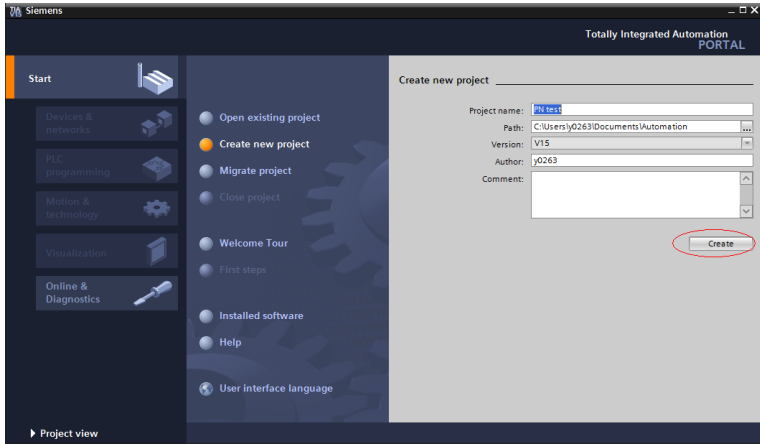 TIA
V15
Siemens
Totally Integrated Automation
PORTAL
Start
Devices &
networks
PLC
programming
Motion &
technology
Visualization
Online &
Diagnostics
Project view
Open existing project
Create new project
Migrate project
Close project
Welcome Tour
First steps
Installed software
Help
User interface language
Create new project
Project name: PN test
Path: C:\Users\y0263\Documents\Automation ...
Version: V15
Author: y0263
Comment:
Create